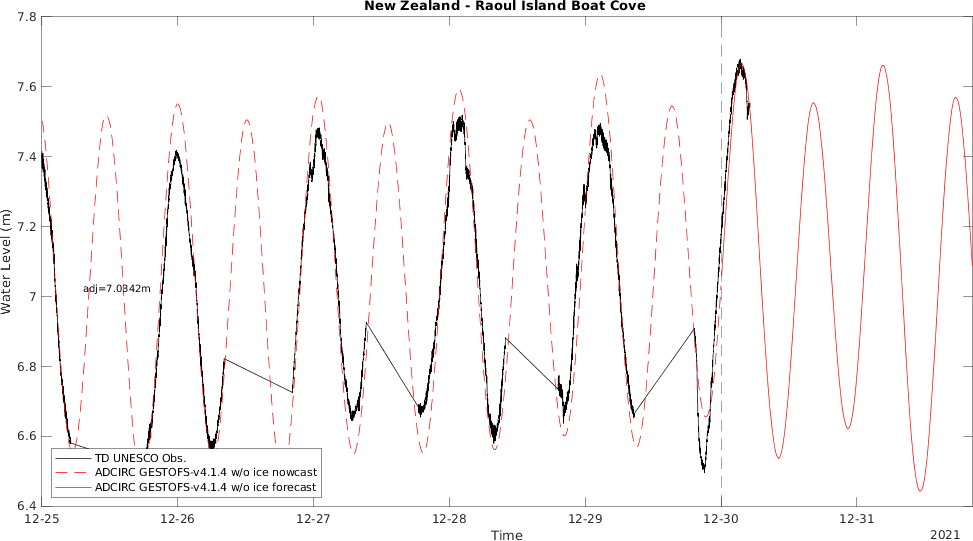 New Zealand - Raoul Island Boat Cove
7.8
7.6
7.4
7.2
7
6.8
6.6
6.4
Water Level (m)
adj=7.0342m
TD UNESCO Obs.
ADCIRC GESTOFS-v4.1.4 w/o ice nowcast
ADCIRC GESTOFS-v4.1.4 w/o ice forecast
12-25
12-26
12-27
12-28
12-29
12-30
12-31
Time
2021